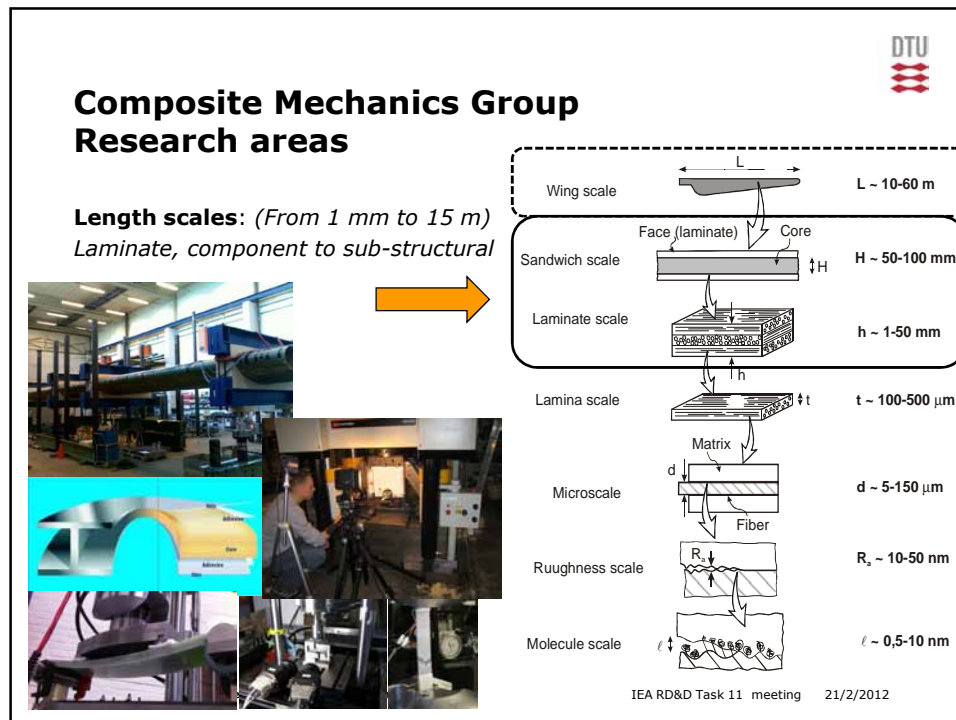 DTU
Composite Mechanics Group
Research areas
Length scales: (From 1 mm to 15 m)
Laminate, component to sub-structural
L
Wing scale
L ~ 10-60 m
Face (laminate)
Core
Sandwich scale
H
H ~ 50-100 mm
Laminate scale
h
h ~ 1-50 mm
Lamina scale
t
t ~ 100-500 μm
Matrix
d
Microscale
d ~ 5-150 μm
Fiber
Ra
Ruughness scale
Ra ~ 10-50 nm
Molecule scale
ℓ
ℓ ~ 0,5-10 nm
Adhesive
Adhesive
IEA RD&D Task 11 meeting 21/2/2012